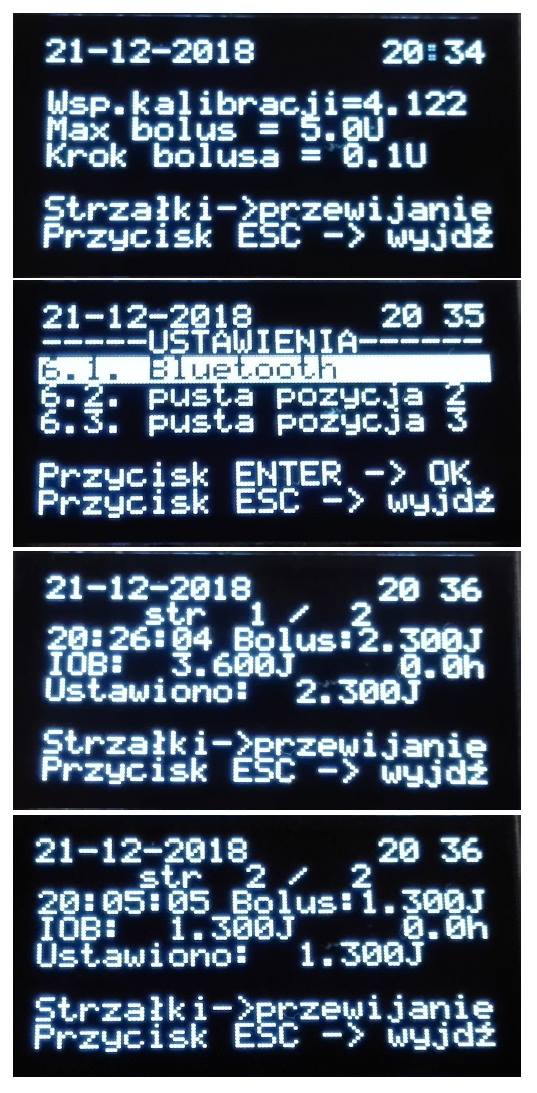 21-12-2018 20:34
Wsp.kalibracji=4.122
Max bolus = 5.0U
Krok bolusa = 0.1U
Strzałki->przewijanie
Przycisk ESC -> wyjdź
21-12-2018 20 35
-----USTAWIENIA------
6.1. Bluetooth
6.2. pusta pozycja 2
6.3. pusta pozycja 3
Przycisk ENTER -> OK
Przycisk ESC -> wyjdź
21-12-2018 20 36
str 1 / 2
20:26:04 Bolus:2.300J
IOB: 3.600J 0.0h
Ustawiono: 2.300J
Strzałki->przewijanie
Przycisk ESC -> wyjdź
21-12-2018 20 36
str 2 / 2
20:05:05 Bolus:1.300J
IOB: 1.300J 0.0h
Ustawiono: 1.300J
Strzałki->przewijanie
Przycisk ESC -> wyjdź